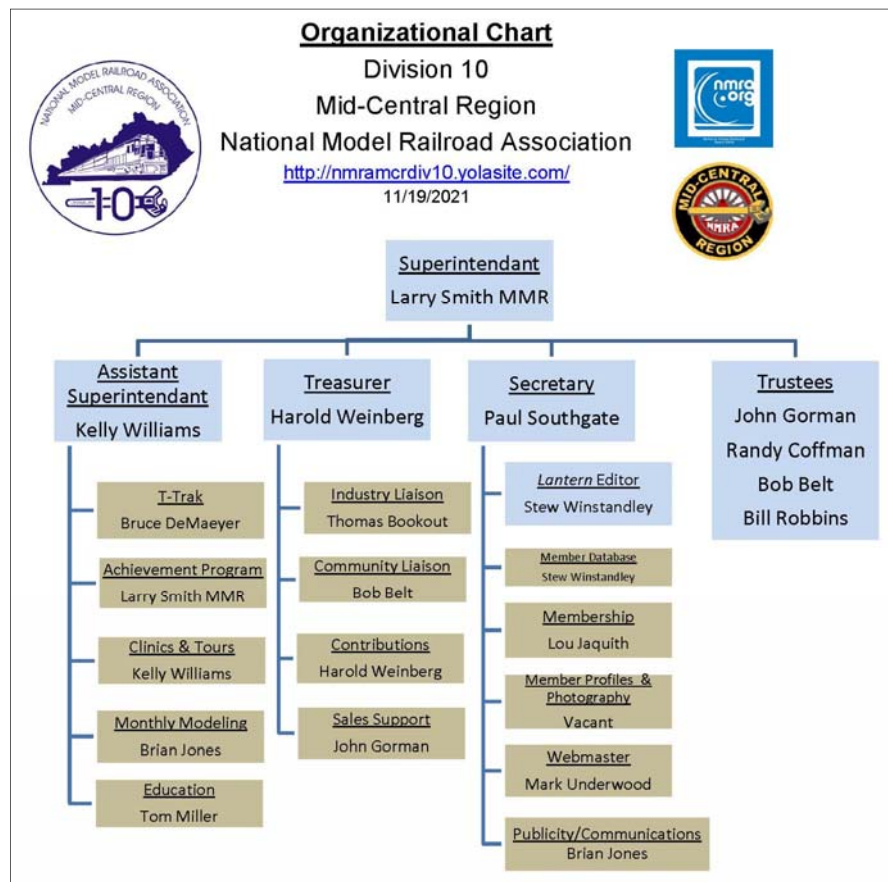 Organizational Chart
Division 10
Mid-Central Region
National Model Railroad Association
http://nmramcrdiv10.yolasite.com/
11/19/2021
NATIONAL MODEL RAILROAD ASSOCIATION
MID-CENTRAL REGION
10
nmra
.org
MID-CENTRAL
NMRA
REGION
Superintendant
Larry Smith MMR
Assistant
Superintendant
Kelly Williams
T-Trak
Bruce DeMaeyer
Achievement Program
Larry Smith MMR
Clinics & Tours
Kelly Williams
Monthly Modeling
Brian Jones
Education
Tom Miller
Treasurer
Harold Weinberg
Industry Liaison
Thomas Bookout
Community Liaison
Bob Belt
Contributions
Harold Weinberg
Sales Support
John Gorman
Secretary
Paul Southgate
Lantern Editor
Stew Winstandley
Member Database
Stew Winstandley
Membership
Lou Jaquith
Member Profiles &
Photography
Vacant
Webmaster
Mark Underwood
Publicity/Communications
Brian Jones
Trustees
John Gorman
Randy Coffman
Bob Belt
Bill Robbins